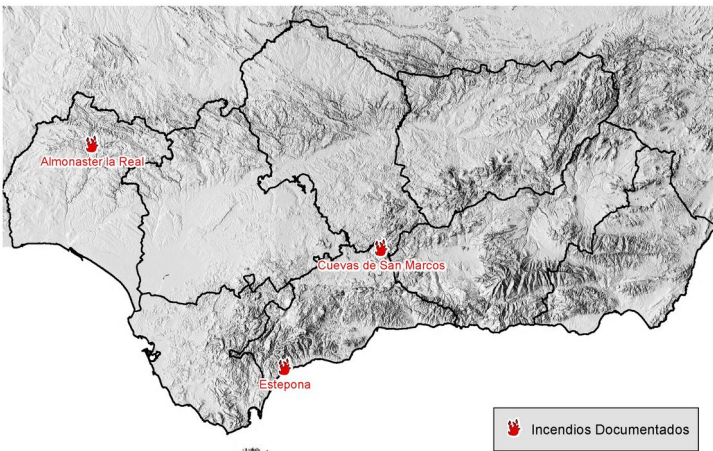 Almonaster la Real
Cuevas de San Marcos
Estepona
Incendios Documentados